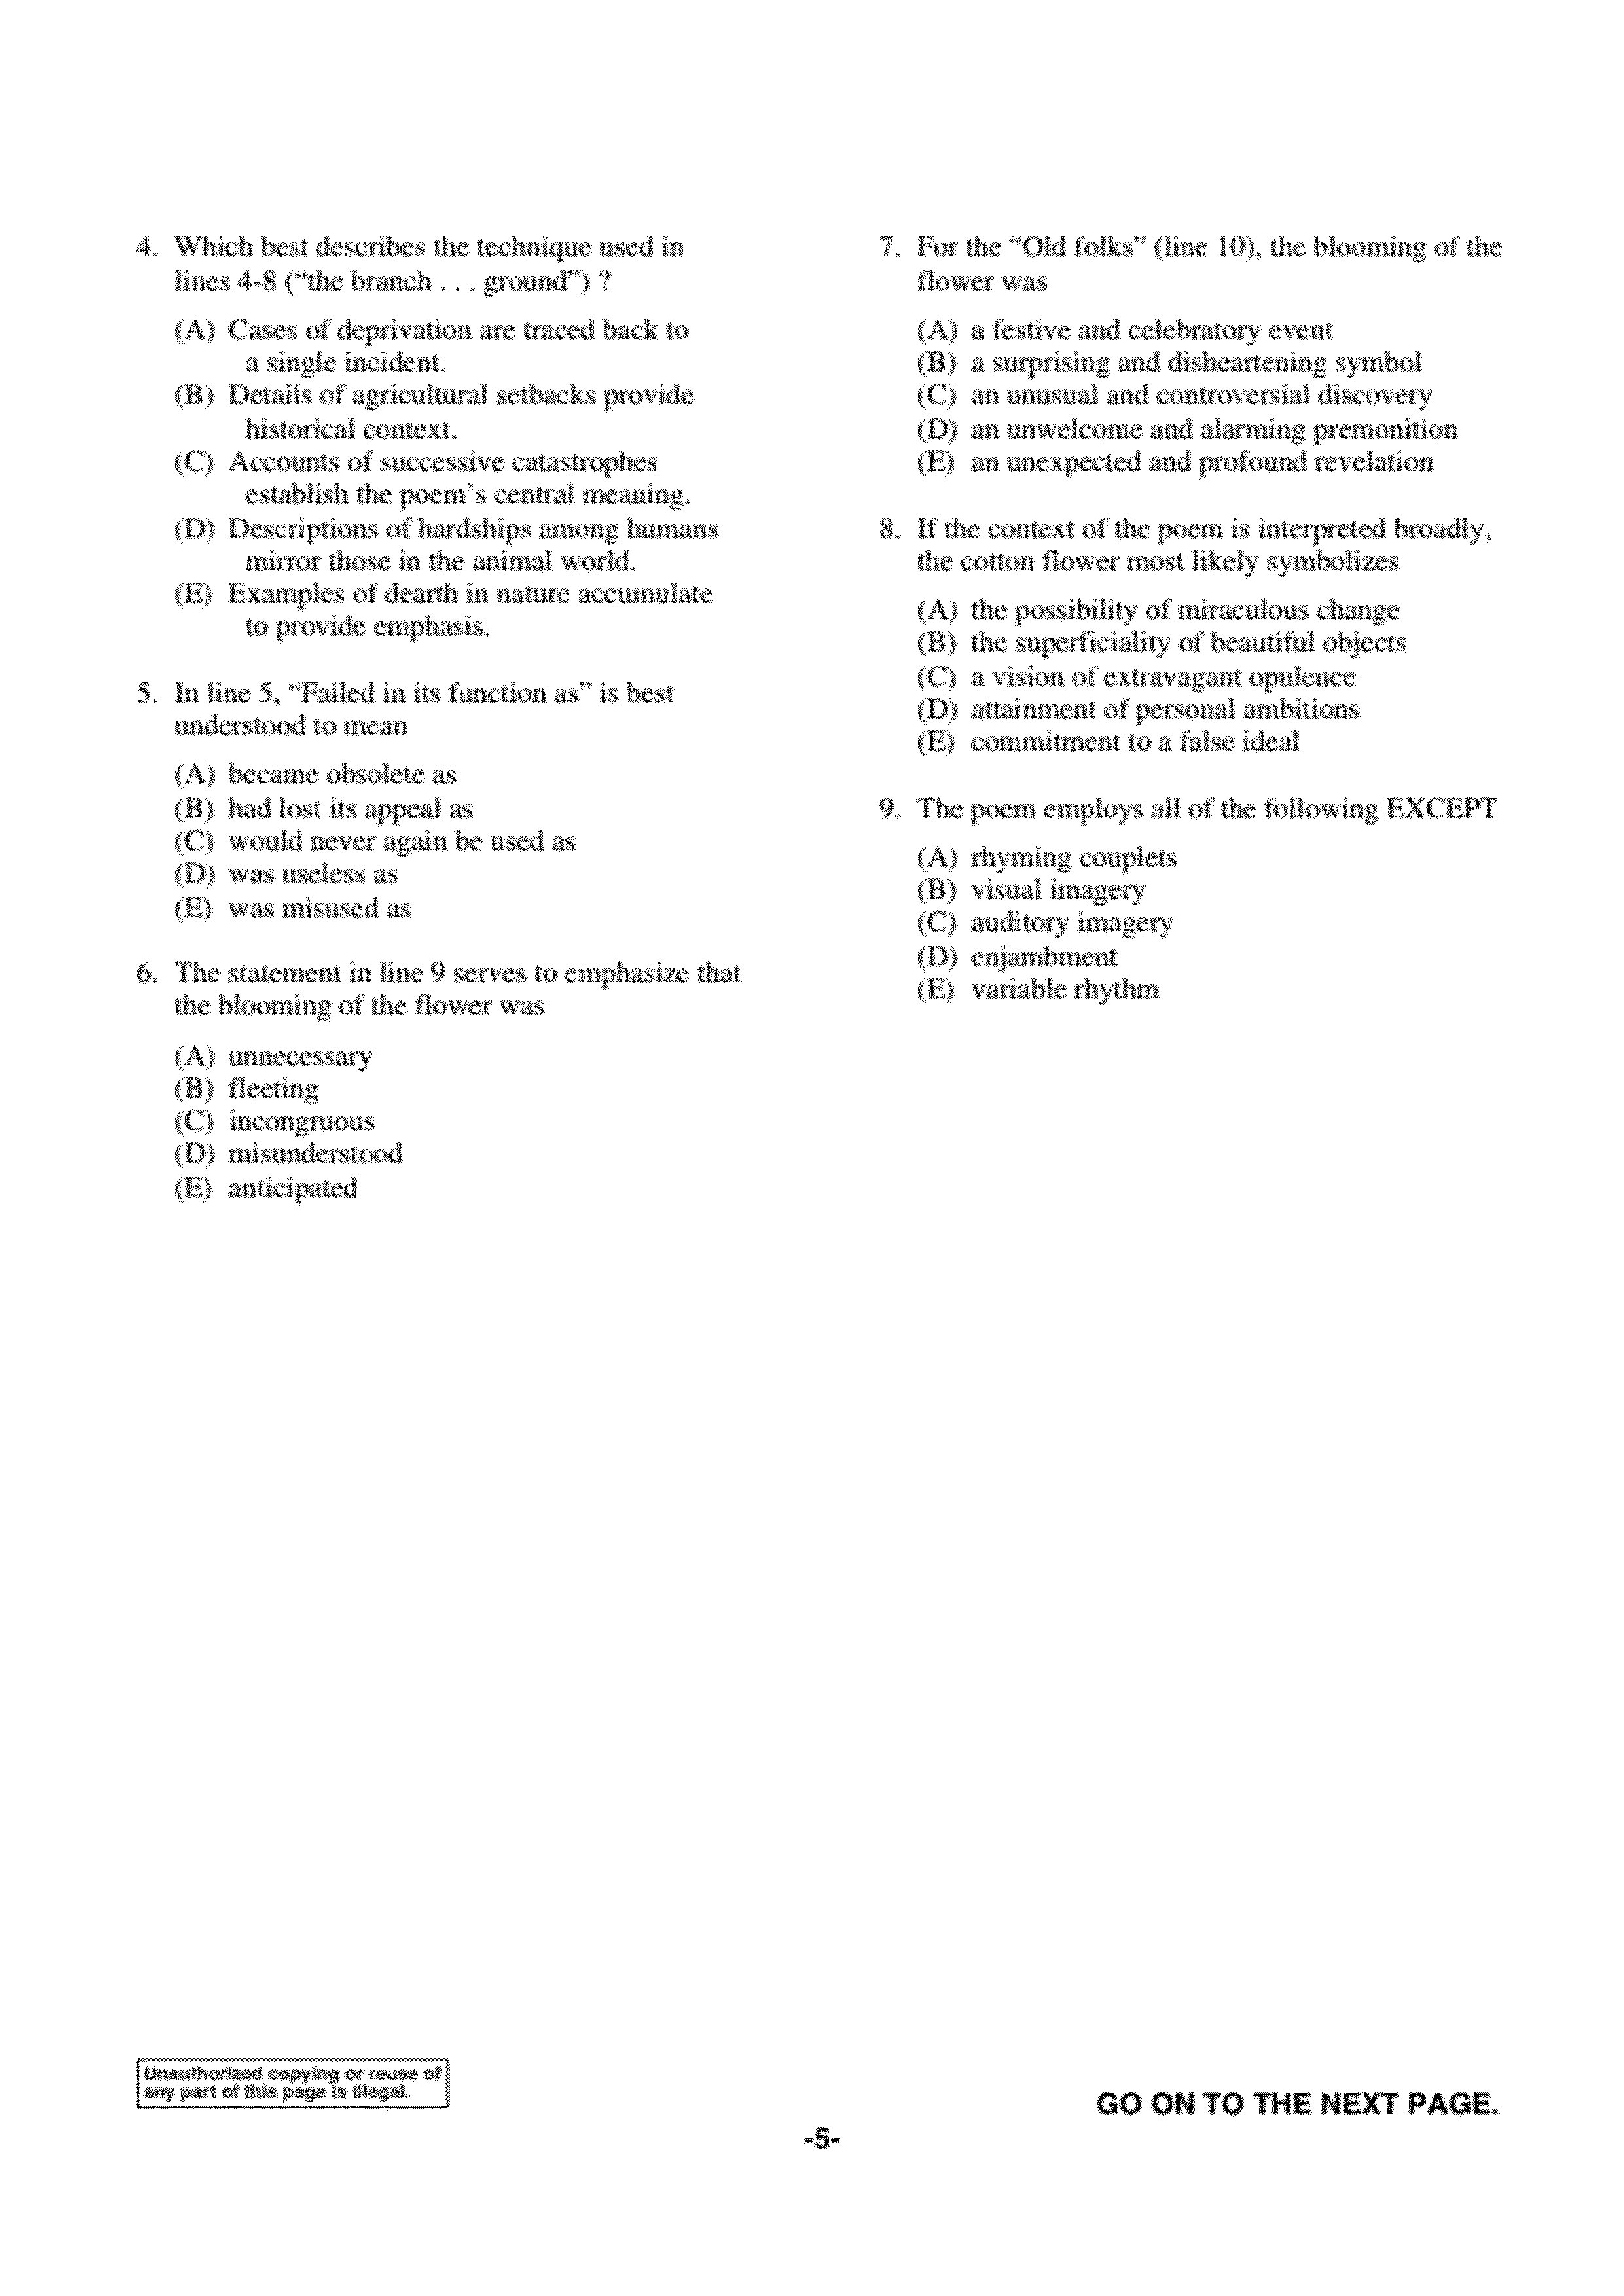 4. Which best describes the technique used in
lines 4-8 (“the branch . . . ground”) ?
(A) Cases of deprivation are traced back to
a single incident.
(B) Details of agricultural setbacks provide
historical context.
(C) Accounts of successive catastrophes
establish the poem’s central meaning.
(D) Descriptions of hardships among humans
mirror those in the animal world.
(E) Examples of dearth in nature accumulate
to provide emphasis.
5. In line 5, “Failed in its function as” is best
understood to mean
(A) became obsolete as
(B) had lost its appeal as
(C) would never again be used as
(D) was useless as
(E) was misused as
6. The statement in line 9 serves to emphasize that
the blooming of the flower was
(A) unnecessary
(B) fleeting
(C) incongruous
(D) misunderstood
(E) anticipated
7. For the “Old folks” (line 10), the blooming of the
flower was
(A) a festive and celebratory event
(B) a surprising and disheartening symbol
(C) an unusual and controversial discovery
(D) an unwelcome and alarming premonition
(E) an unexpected and profound revelation
8. If the context of the poem is interpreted broadly,
the cotton flower most likely symbolizes
(A) the possibility of miraculous change
(B) the superficiality of beautiful objects
(C) a vision of extravagant opulence
(D) attainment of personal ambitions
(E) commitment to a false ideal
9. The poem employs all of the following EXCEPT
(A) rhyming couplets
(B) visual imagery
(C) auditory imagery
(D) enjambment
(E) variable rhythm
Unauthorized copying or reuse of
any part of this page is illegal.
GO ON TO THE NEXT PAGE.
-5-